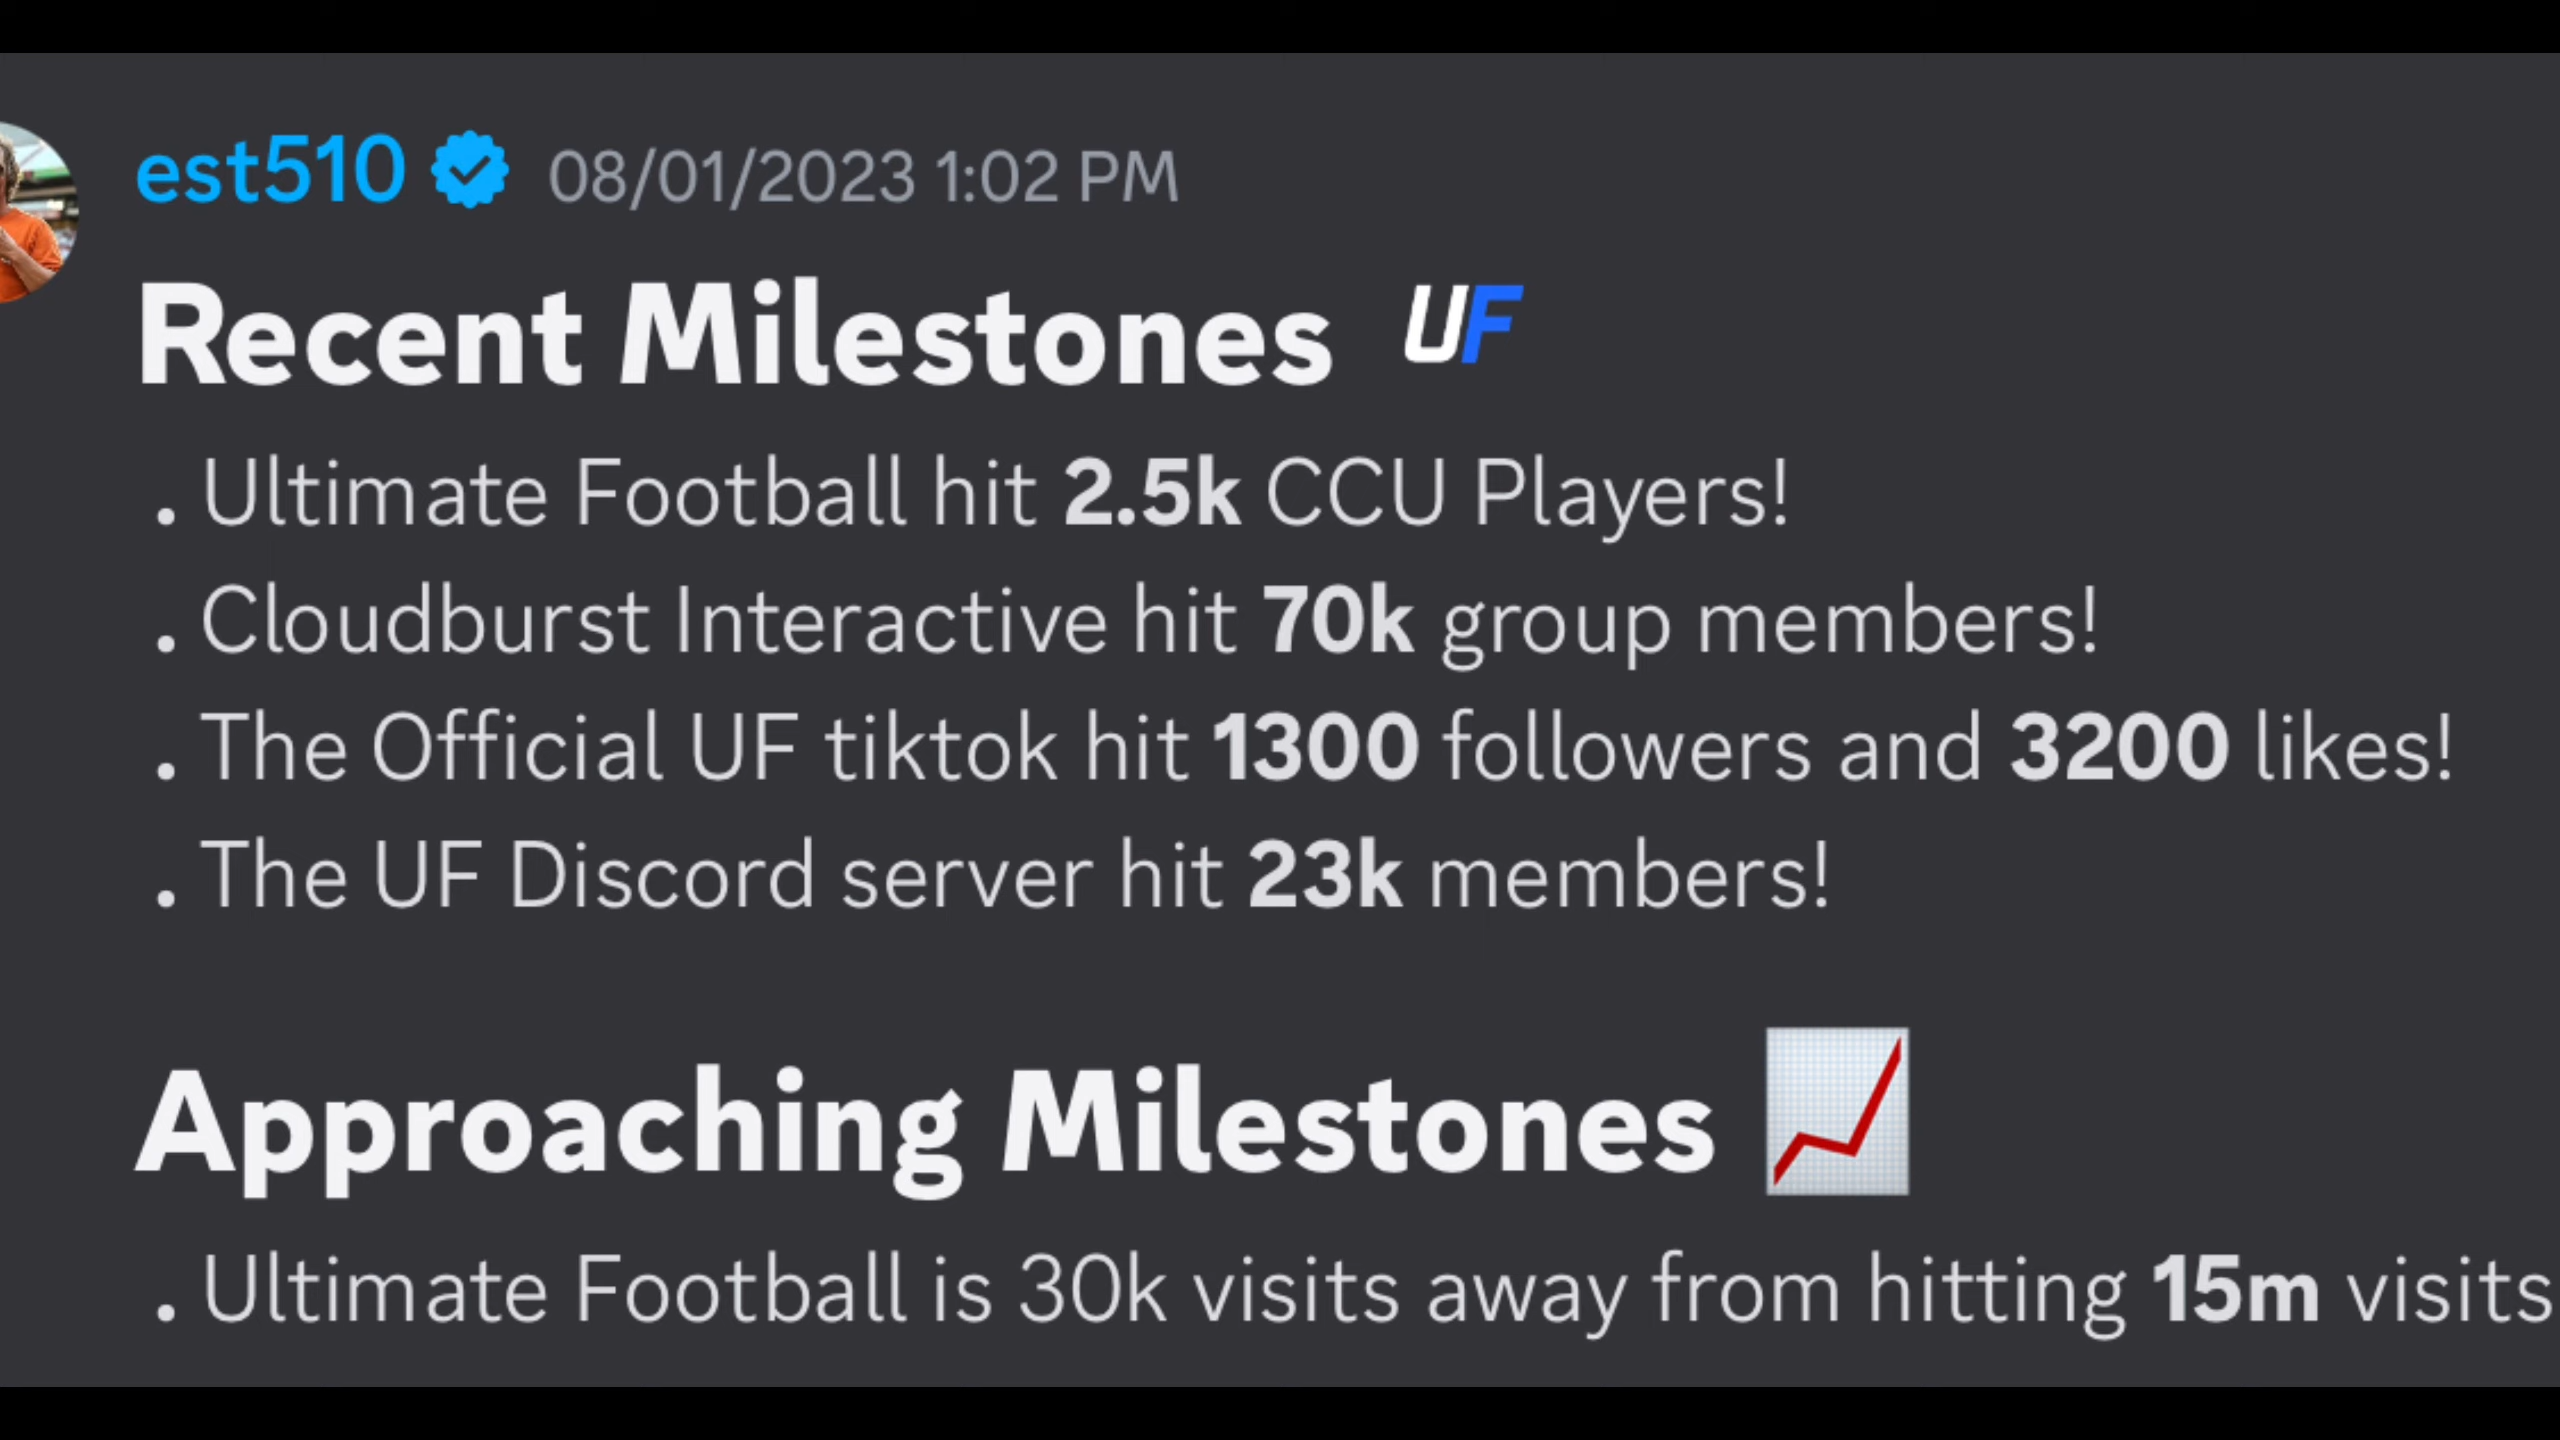 est510 08/01/2023 1:02 PM
Recent Milestones UF
. Ultimate Football hit 2.5k CCU Players!
. Cloudburst Interactive hit 70k group members!
. The Official UF tiktok hit 1300 followers and 3200 likes!
. The UF Discord server hit 23k members!
Approaching Milestones
. Ultimate Football is 30k visits away from hitting 15m visits